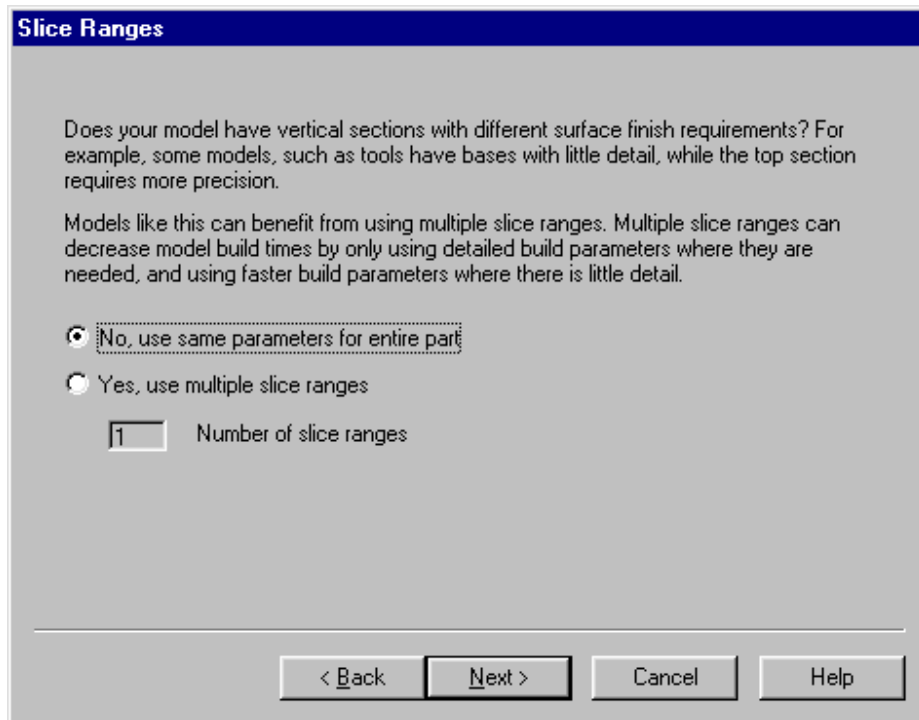 Slice Ranges
Does your model have vertical sections with different surface finish requirements? For
example, some models, such as tools have bases with little detail, while the top section
requires more precision.
Models like this can benefit from using multiple slice ranges. Multiple slice ranges can
decrease model build times by only using detailed build parameters where they are
needed, and using faster build parameters where there is little detail.
No, use same parameters for entire part
Yes, use multiple slice ranges
1 Number of slice ranges
< Back Next > Cancel Help